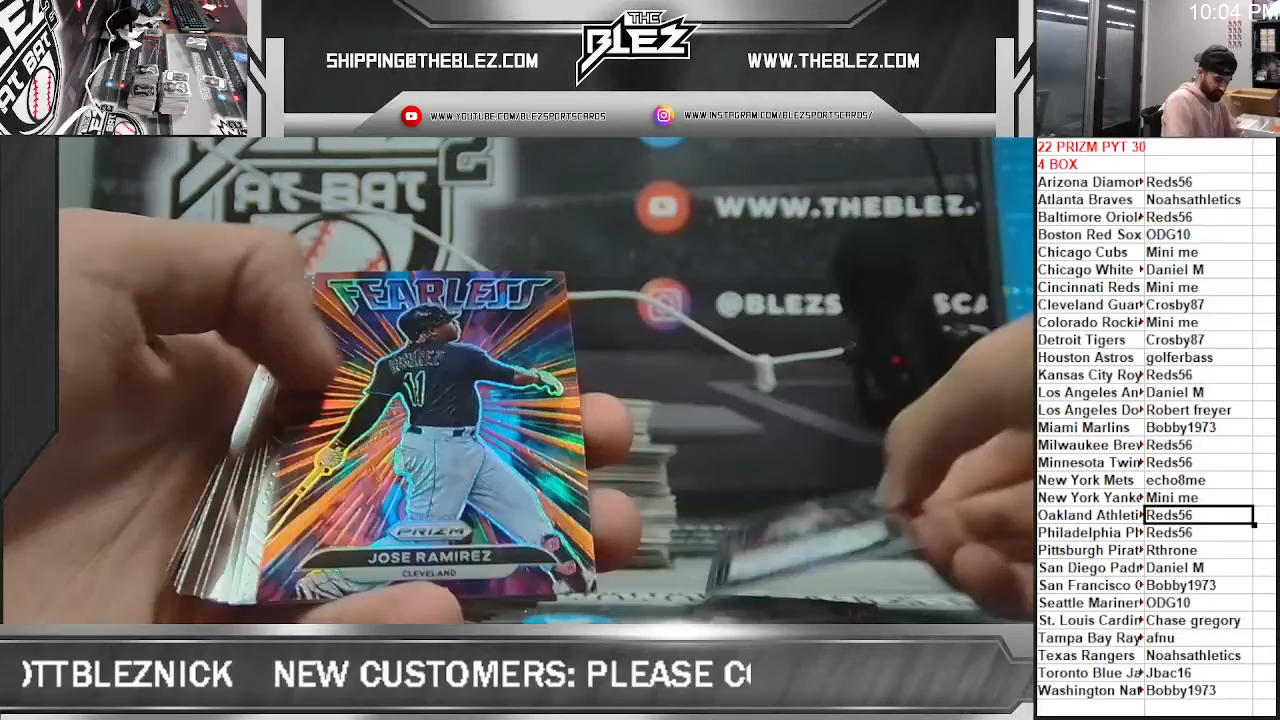 10:04 PM
THE
BLEZ
SHIPPING@THEBLEZ.COM
WWW.THEBLEZ.COM
WWW.YOUTUBE.COM/BLEZSPORTSCARDS
WWW.INSTAGRAM.COM/BLEZSPORTSCARDS/
AT BAT
WWW.THEBLEZ.
@BLEZS
SCA
FEARLESS
RAMIREZ
11
PRIZM
JOSE RAMIREZ
CLEVELAND
22 PRIZM PYT 30
4 BOX
Arizona Diamon Reds56
Atlanta Braves Noahsathletics
Baltimore Oriol Reds56
Boston Red Sox ODG10
Chicago Cubs Mini me
Chicago White Daniel M
Cincinnati Reds Mini me
Cleveland Guar Crosby87
Colorado Rocki Mini me
Detroit Tigers Crosby87
Houston Astros golferbass
Kansas City Roy Reds56
Los Angeles An Daniel M
Los Angeles Do Robert freyer
Miami Marlins Bobby1973
Milwaukee Brev Reds56
Minnesota Twin Reds56
New York Mets echo8me
New York Yanke Mini me
Oakland Athleti Reds56
Philadelphia Pl Reds56
Pittsburgh Pirat Rthrone
San Diego Padr Daniel M
San Francisco G Bobby1973
Seattle Mariner ODG10
St. Louis Cardin Chase gregory
Tampa Bay Ray afnu
Texas Rangers Noahsathletics
Toronto Blue Ja Jbac16
Washington Nat Bobby1973
OTTBLEZNICK NEW CUSTOMERS: PLEASE CO